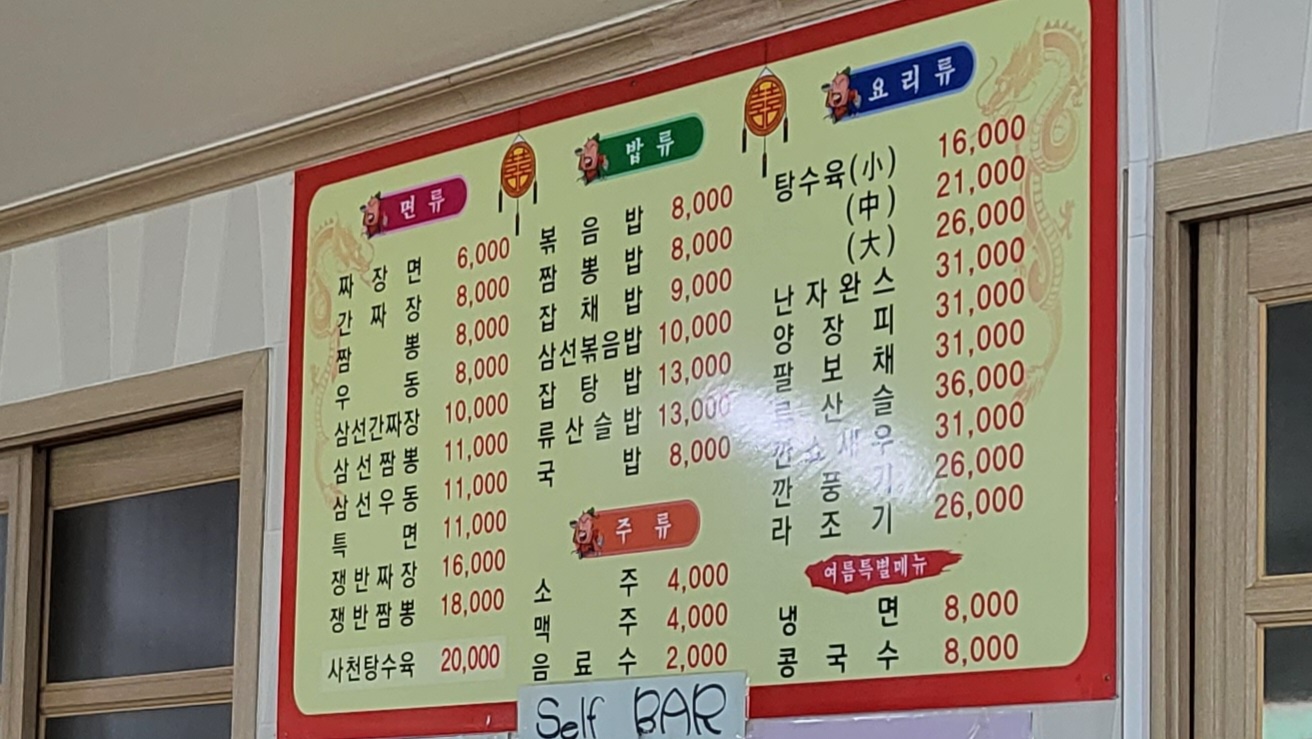 면류
짜장면 6,000
간짜장 8,000
짬뽕 8,000
우동 8,000
삼선간짜장 10,000
삼선짬뽕 11,000
삼선우동 11,000
특면 11,000
쟁반짜장 16,000
쟁반짬뽕 18,000
사천탕수육 20,000
밥류
볶음밥 8,000
짬뽕밥 8,000
잡채밥 9,000
삼선볶음밥 10,000
잡탕밥 13,000
류산슬밥 13,000
국밥 8,000
주류
소주 4,000
맥주 4,000
음료수 2,000
요리류
탕수육(小) 16,000
(中) 21,000
(大) 26,000
난자완스 31,000
양장피 31,000
팔보채 31,000
류산슬 36,000
깐쇼새우 31,000
깐풍기 26,000
라조기 26,000
여름특별메뉴
냉면 8,000
콩국수 8,000
Self BAR